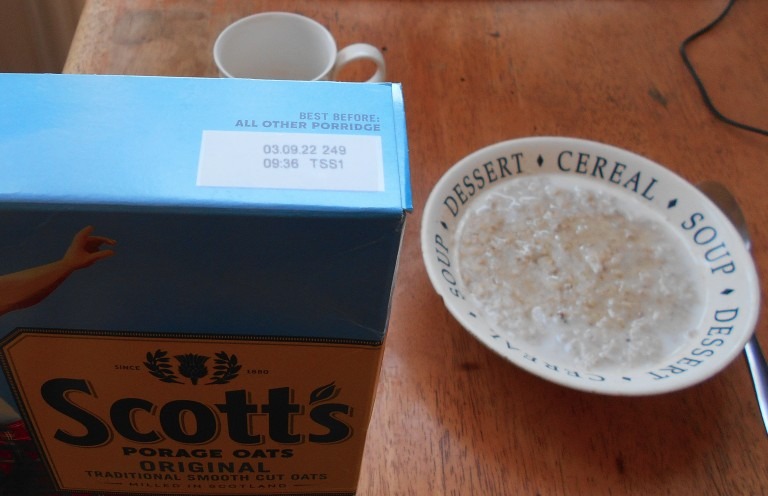 BEST BEFORE:
ALL OTHER PORRIDGE
03.09.22 249
09:36 TSS1
SINCE 1880
Scott's
PORAGE OATS
ORIGINAL
TRADITIONAL SMOOTH CUT OATS
MILLED IN SCOTLAND
SOUP ♦ DESSERT ♦ CEREAL ♦ SOUP ♦ DESSERT ♦ CEREAL ♦